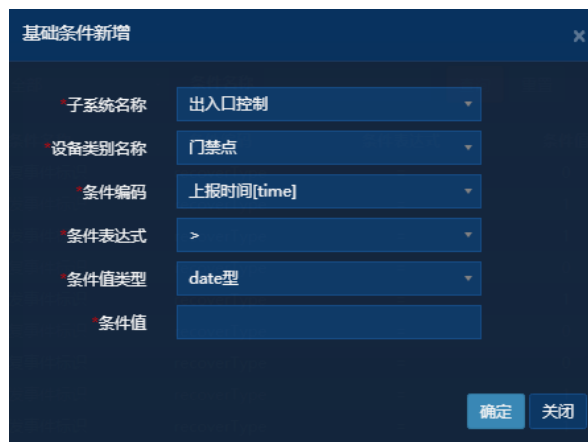 基础条件新增 ×
*子系统名称 出入口控制
*设备类别名称 门禁点
*条件编码 上报时间[time]
*条件表达式 >
*条件值类型 date型
*条件值
确定 关闭